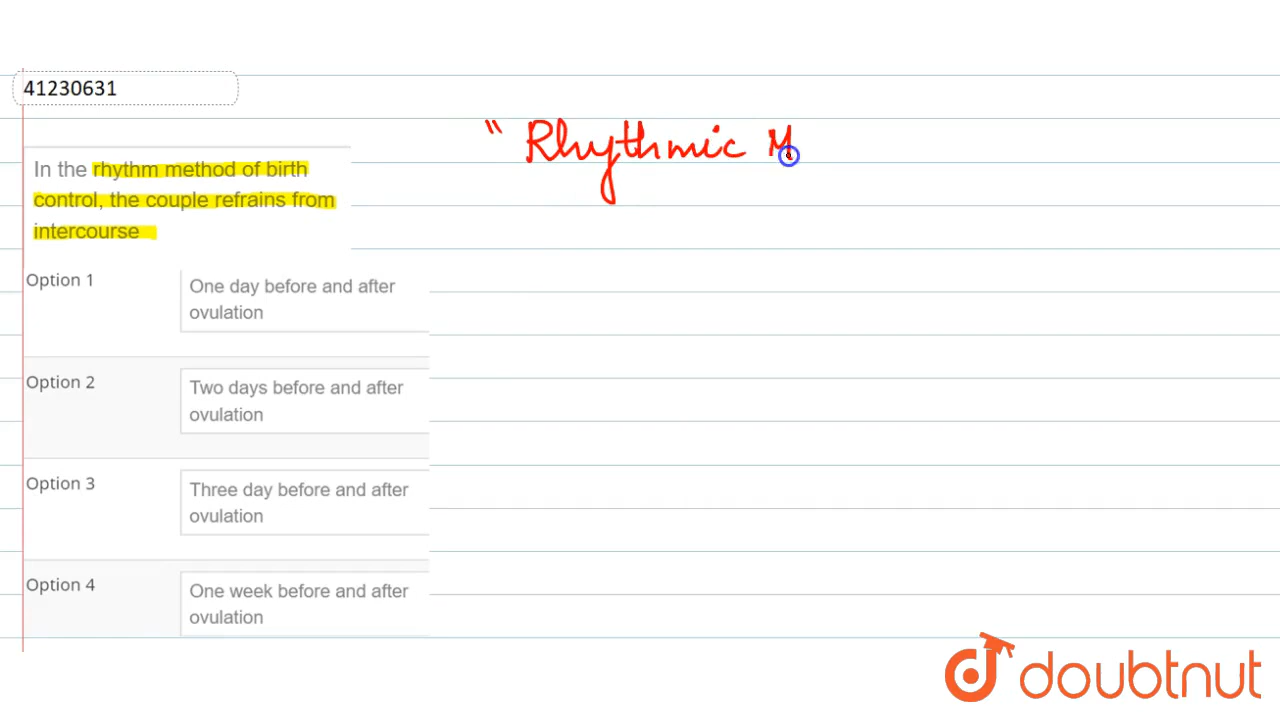 41230631
" Rhythmic M
In the rhythm method of birth
control, the couple refrains from
intercourse
Option 1
One day before and after
ovulation
Option 2
Two days before and after
ovulation
Option 3
Three day before and after
ovulation
Option 4
One week before and after
ovulation
doubtnut